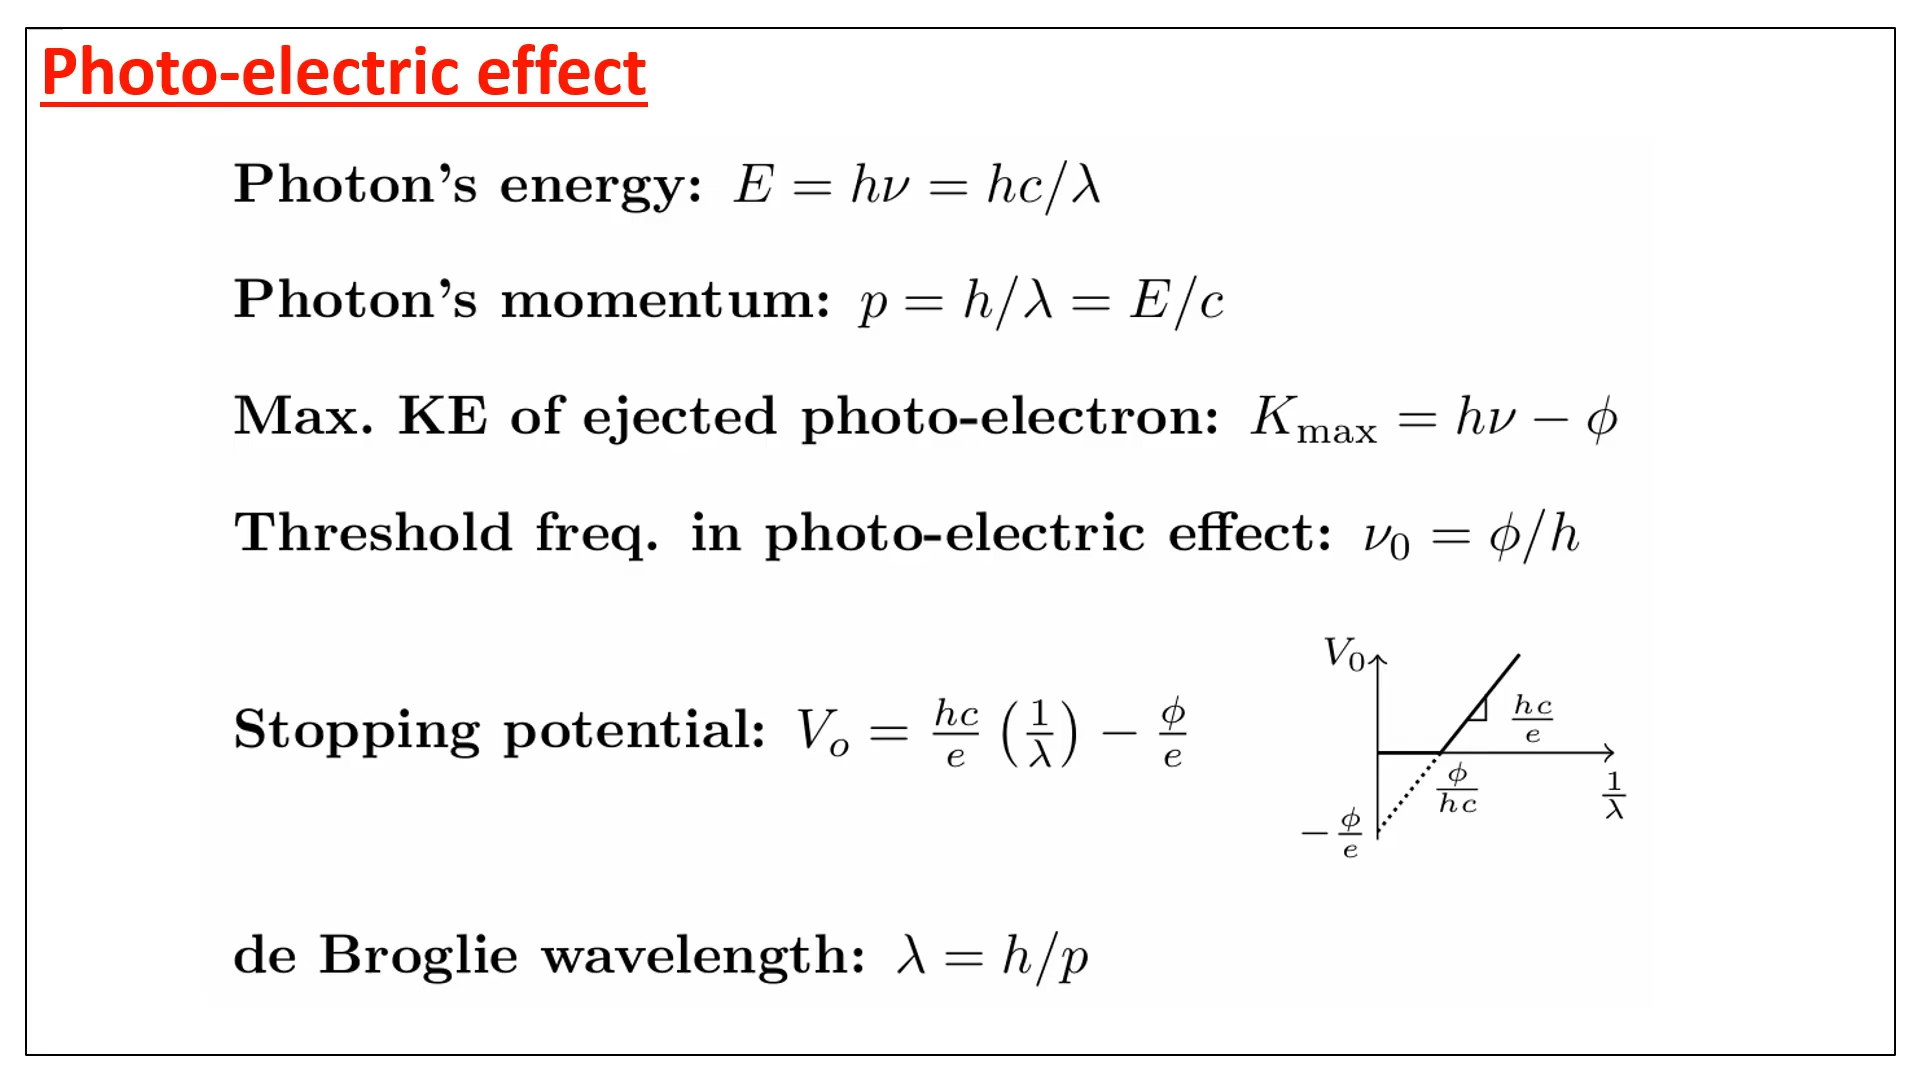 Photo-electric effect
Photon's energy: E = hν = hc/λ
Photon's momentum: p = h/λ = E/c
Max. KE of ejected photo-electron: K_max = hν − ϕ
Threshold freq. in photo-electric effect: ν_0 = ϕ/h
Stopping potential: V_o = hc/e (1/λ) − ϕ/e
V_0
hc/e
ϕ/hc
1/λ
−ϕ/e
de Broglie wavelength: λ = h/p